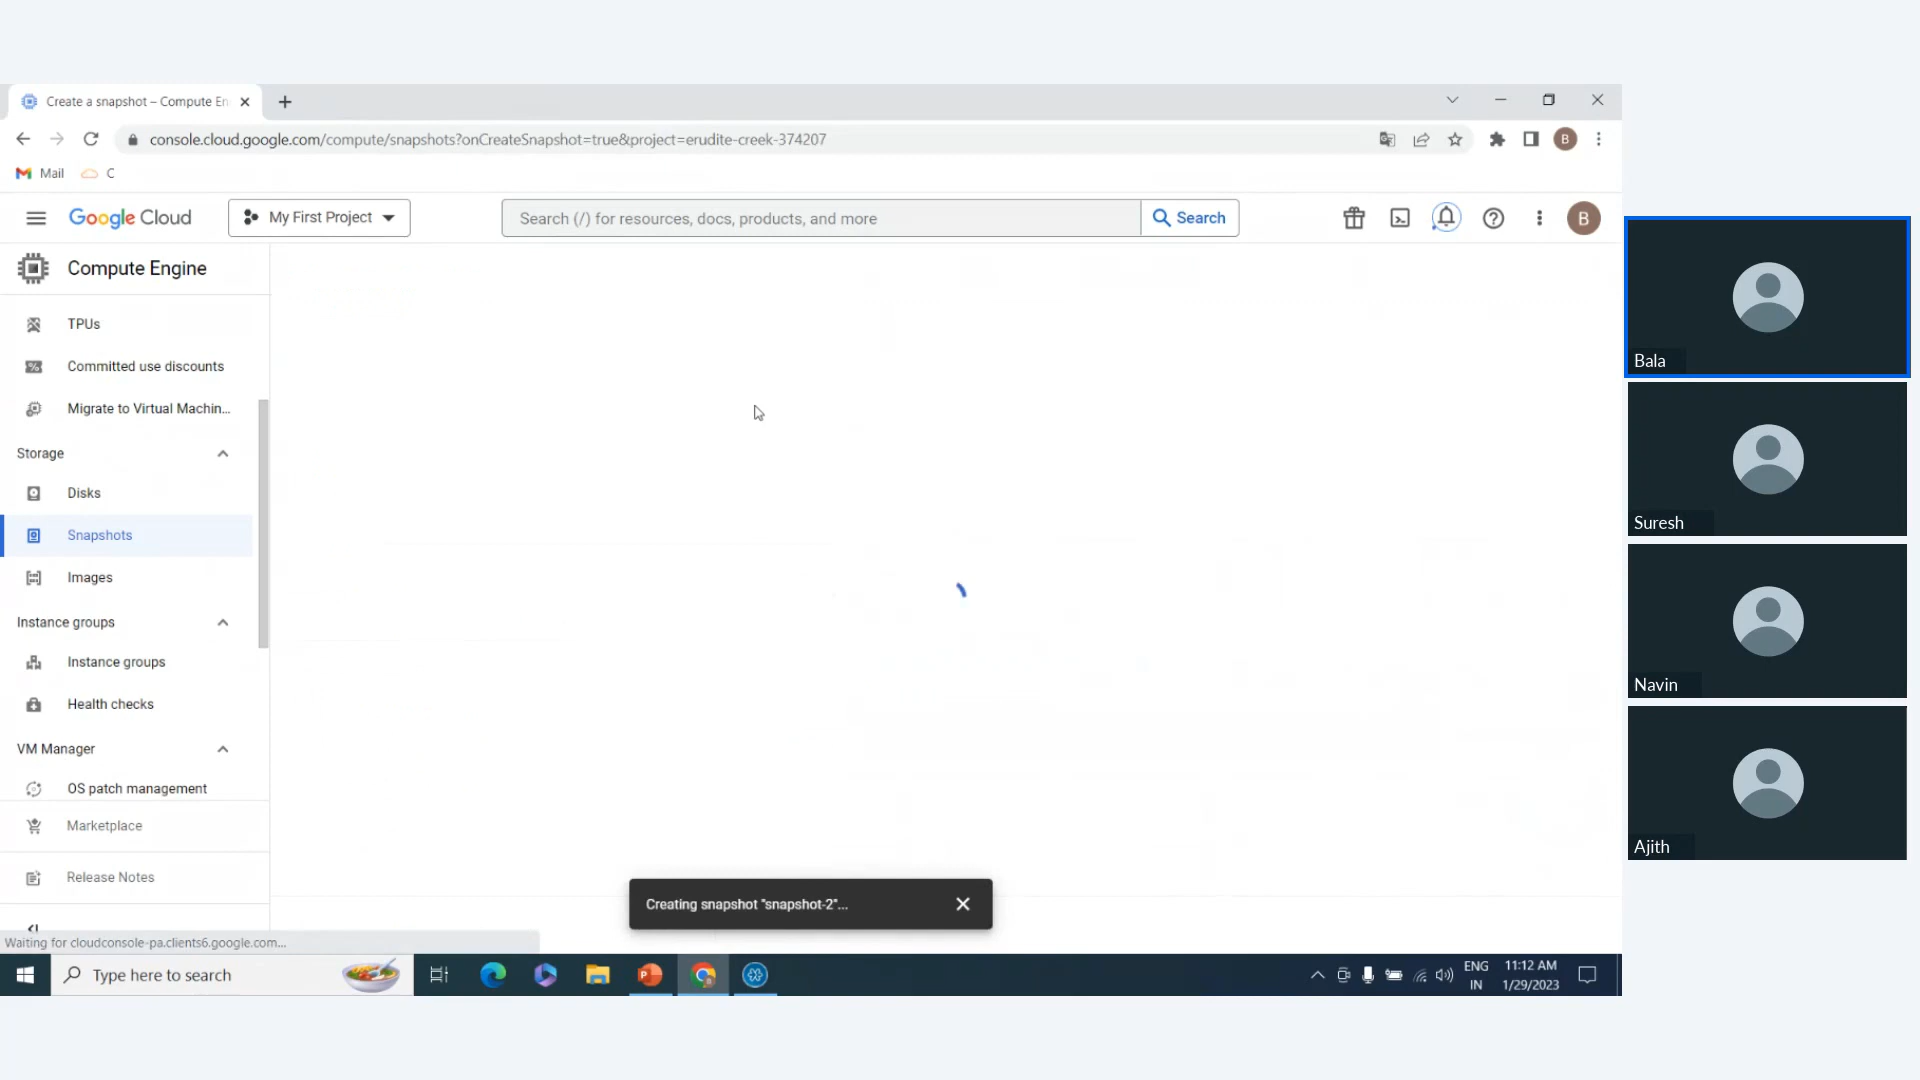 Create a snapshot – Compute En
console.cloud.google.com/compute/snapshots?onCreateSnapshot=true&project=erudite-creek-374207
B
Mail
C
Google Cloud
My First Project
Search (/) for resources, docs, products, and more
Search
B
Compute Engine
TPUs
Committed use discounts
Migrate to Virtual Machin...
Storage
Disks
Snapshots
Images
Instance groups
Instance groups
Health checks
VM Manager
OS patch management
Marketplace
Release Notes
Creating snapshot "snapshot-2"...
Waiting for cloudconsole-pa.clients6.google.com...
Type here to search
ENG
IN
11:12 AM
1/29/2023
Bala
Suresh
Navin
Ajith